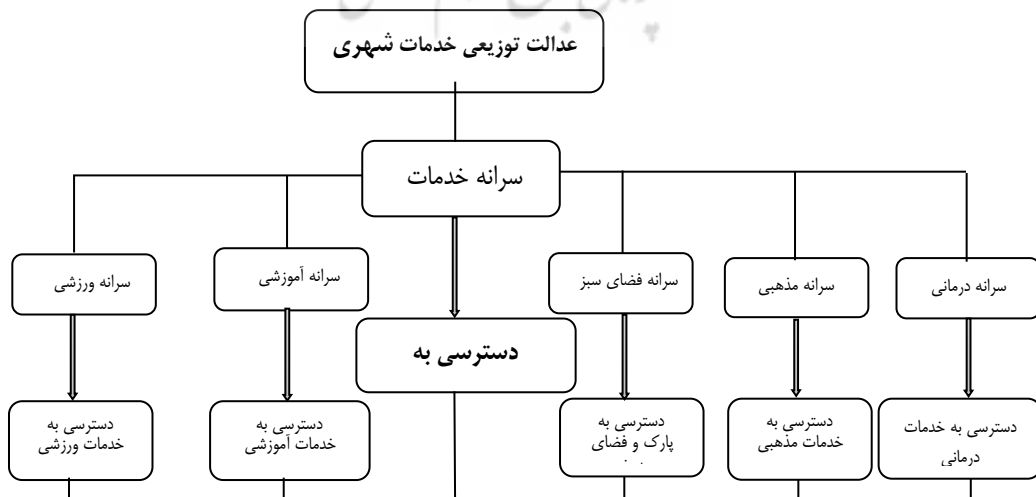 عدالت توزیعی خدمات شهری
سرانه خدمات
سرانه درمانی
سرانه مذهبی
سرانه فضای سبز
سرانه آموزشی
سرانه ورزشی
دسترسی به
دسترسی به خدمات
درمانی
دسترسی به
خدمات مذهبی
دسترسی به
پارک و فضای
دسترسی به
خدمات آموزشی
دسترسی به
خدمات ورزشی